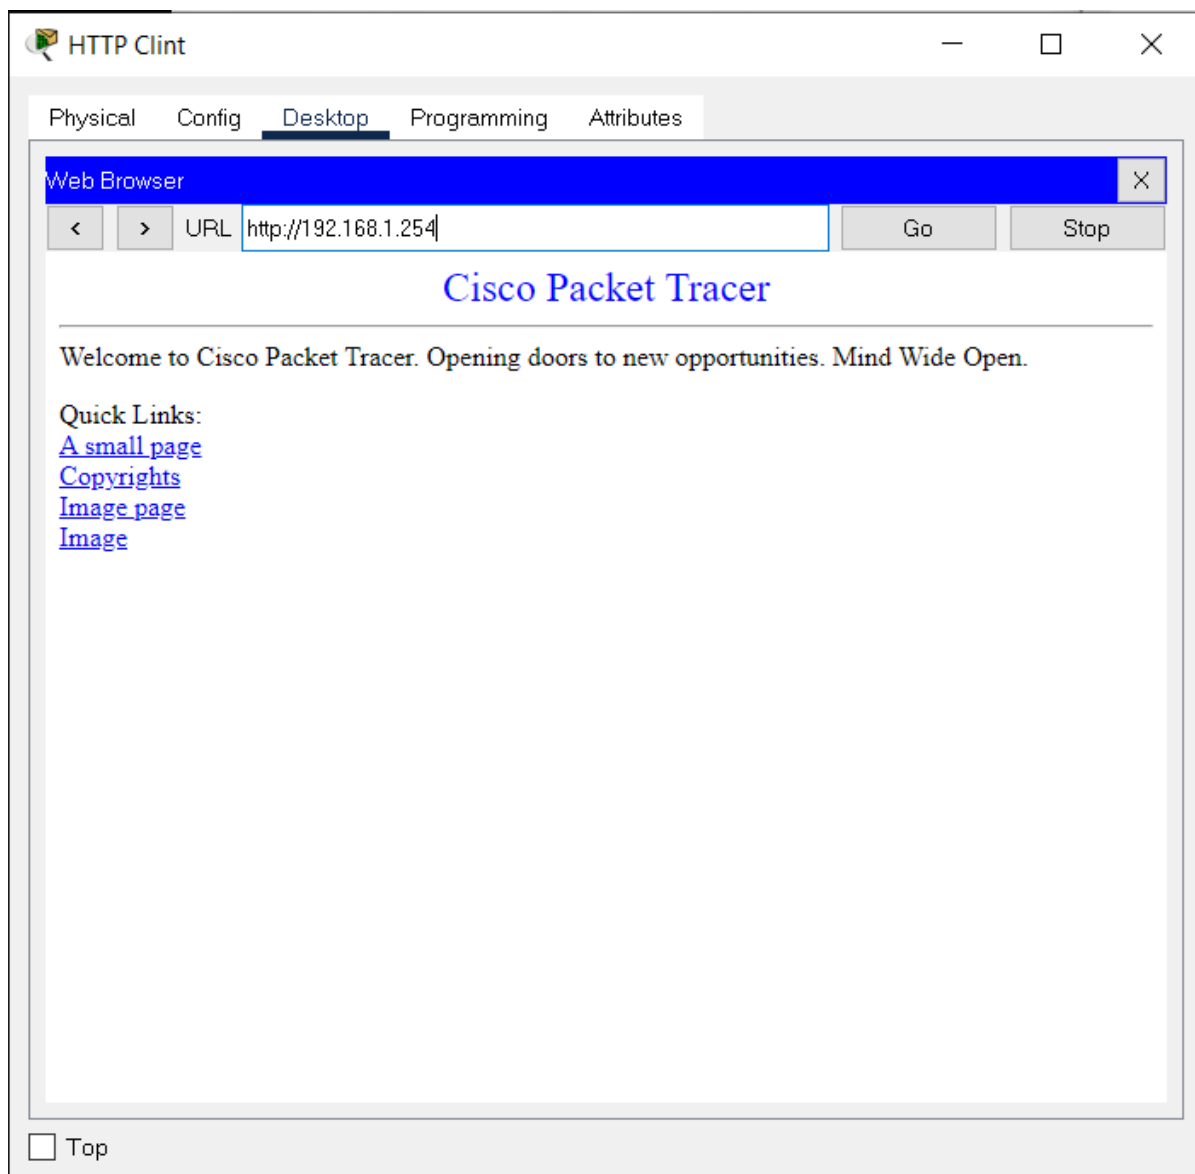 HTTP Clint
Physical Config Desktop Programming Attributes
Web Browser X
< > URL http://192.168.1.254 Go Stop
Cisco Packet Tracer
Welcome to Cisco Packet Tracer. Opening doors to new opportunities. Mind Wide Open.
Quick Links:
A small page
Copyrights
Image page
Image
Top